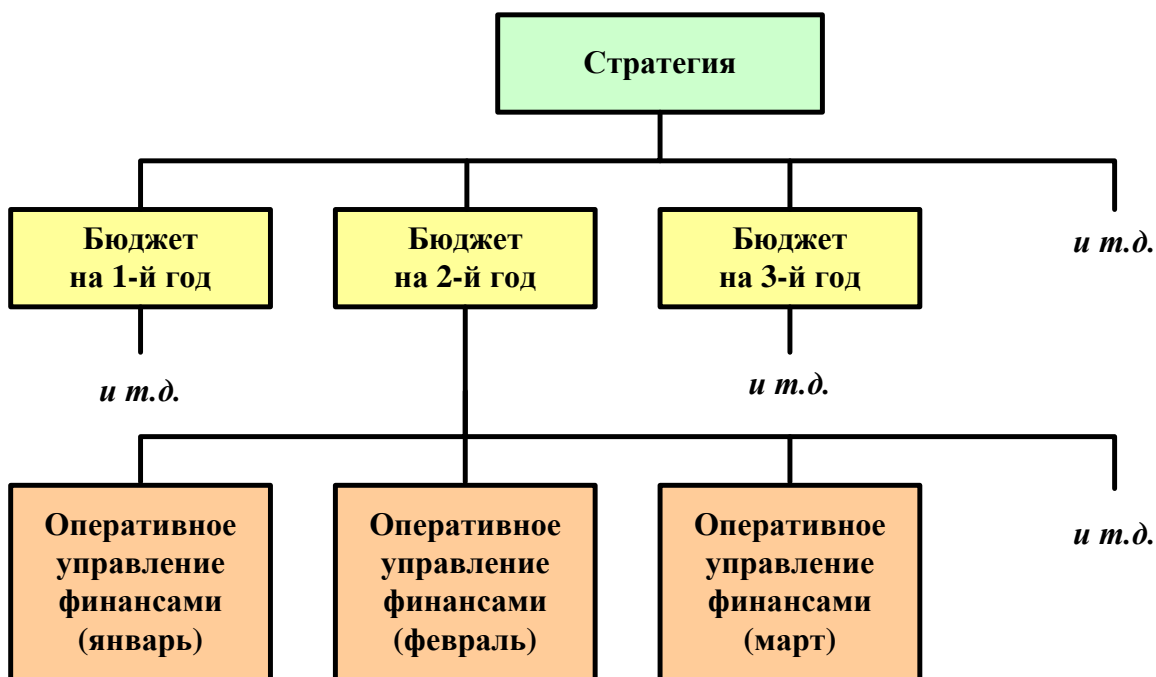 Стратегия
Бюджет
на 1-й год
Бюджет
на 2-й год
Бюджет
на 3-й год
и т.д.
и т.д.
и т.д.
Оперативное
управление
финансами
(январь)
Оперативное
управление
финансами
(февраль)
Оперативное
управление
финансами
(март)
и т.д.